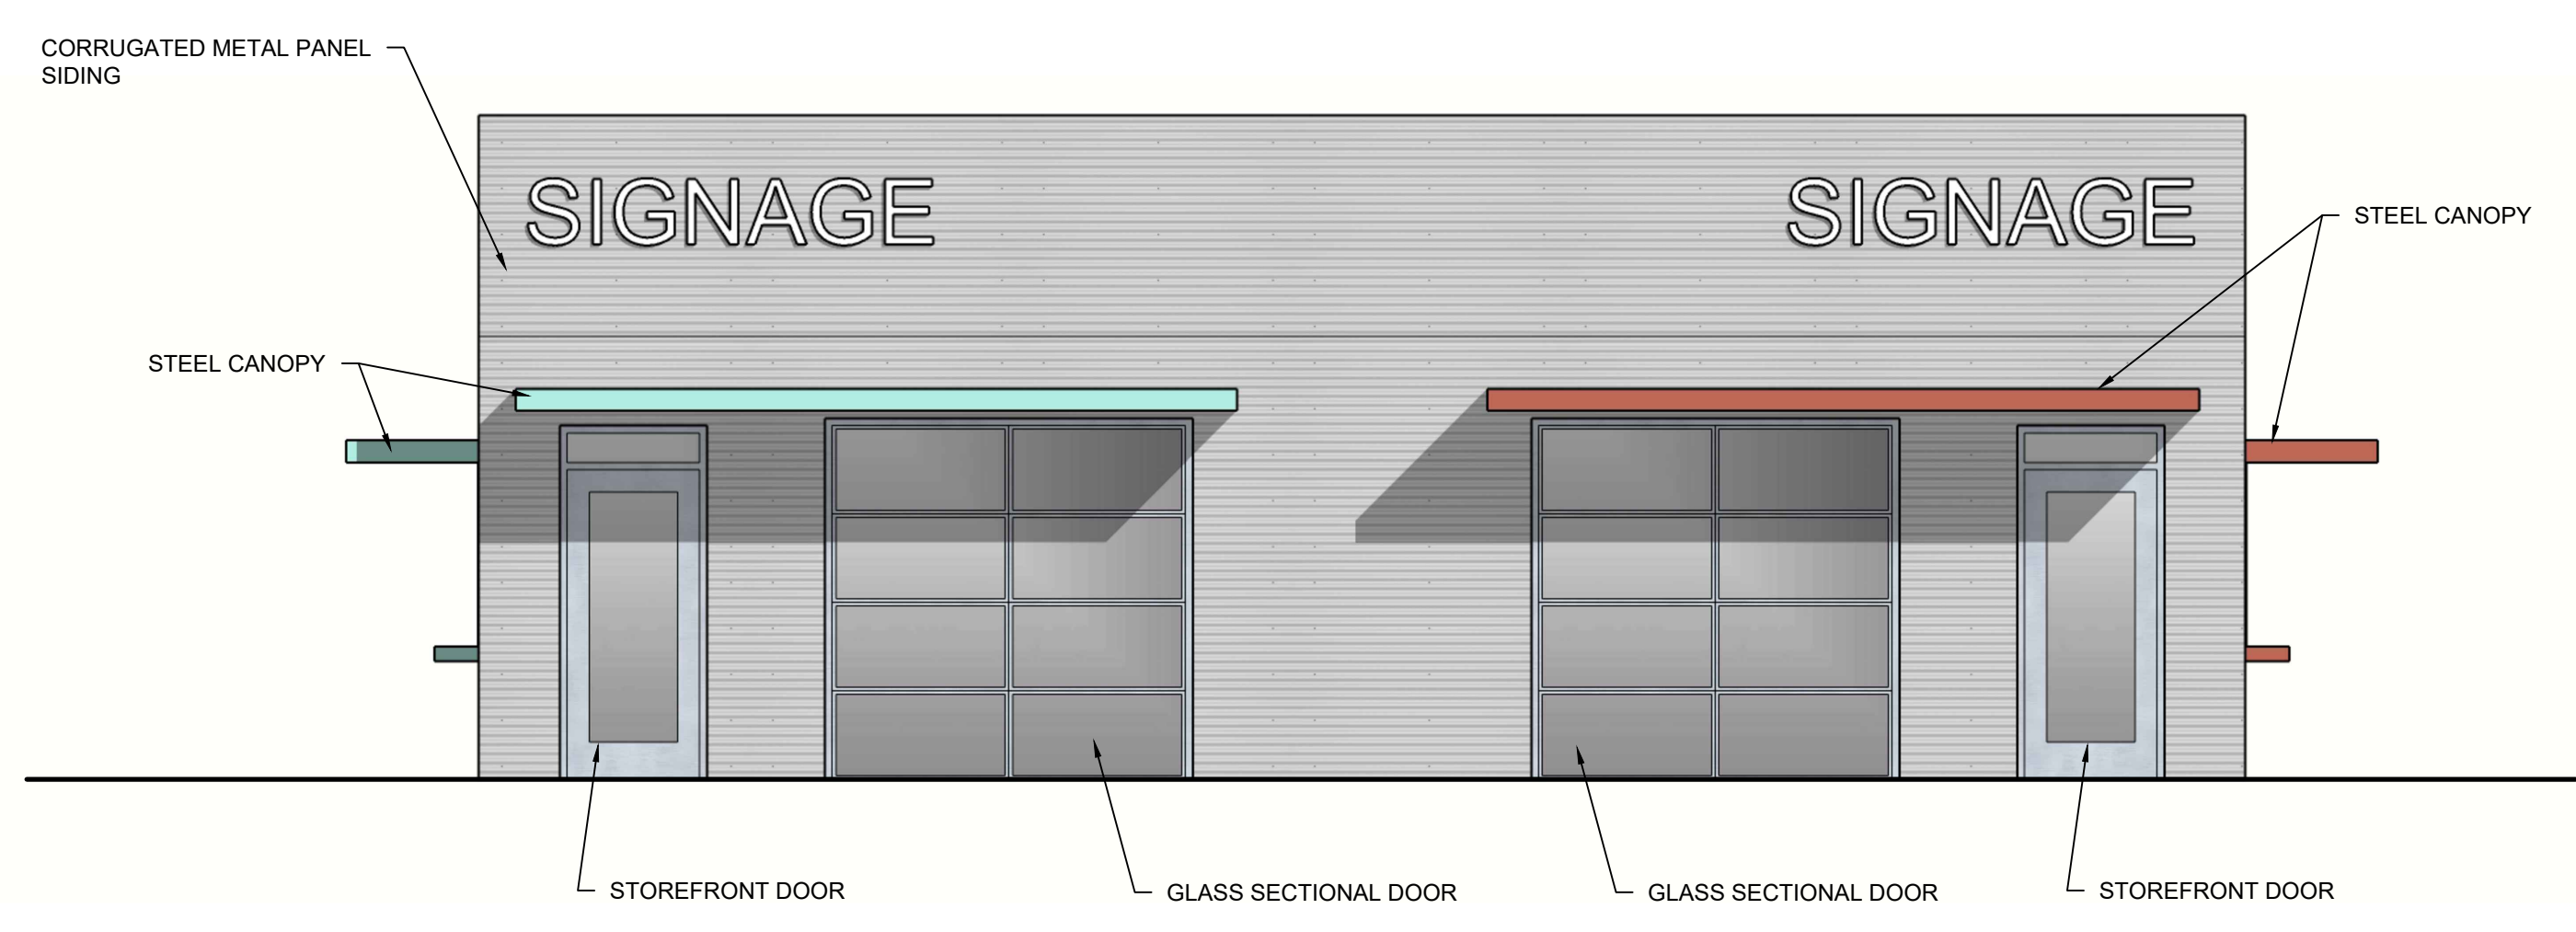 CORRUGATED METAL PANEL
SIDING
SIGNAGE
SIGNAGE
STEEL CANOPY
STEEL CANOPY
STOREFRONT DOOR
GLASS SECTIONAL DOOR
GLASS SECTIONAL DOOR
STOREFRONT DOOR